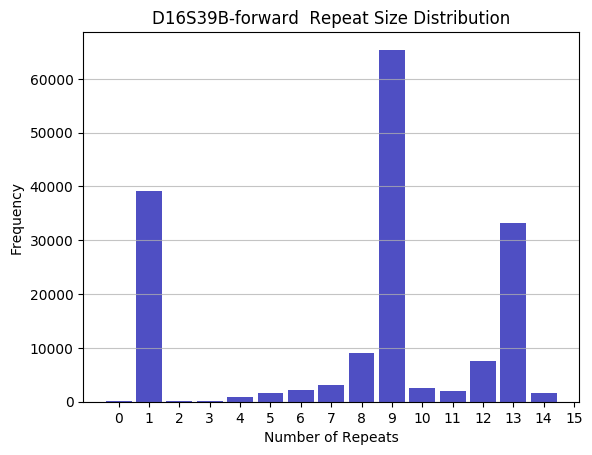 D16S39B-forward  Repeat Size Distribution
Frequency
60000
50000
40000
30000
20000
10000
0
0 1 2 3 4 5 6 7 8 9 10 11 12 13 14 15
Number of Repeats